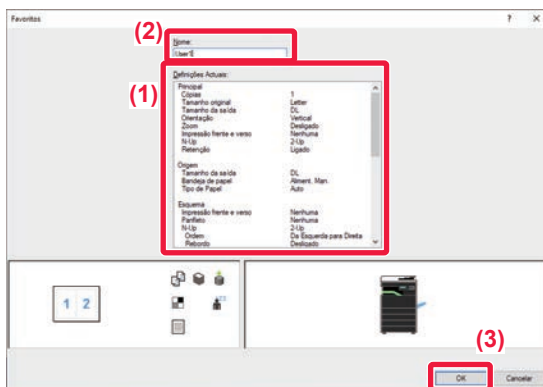 Favoritos ? X
(2)
Nome:
User1
(1)
Definições Actuais:
Principal
Cópias 1
Tamanho original Letter
Tamanho da saída DL
Orientação Vertical
Zoom Desligado
Impressão frente e verso Nenhuma
N-Up 2-Up
Retenção Ligado
Origem
Tamanho da saída DL
Bandeja de papel Aliment. Man.
Tipo de Papel Auto
Esquema
Impressão frente e verso Nenhuma
Panfleto Nenhuma
N-Up 2-Up
Ordem Da Esquerda para Direita
Rebordo Desligado
1 2
(3)
OK Cancelar